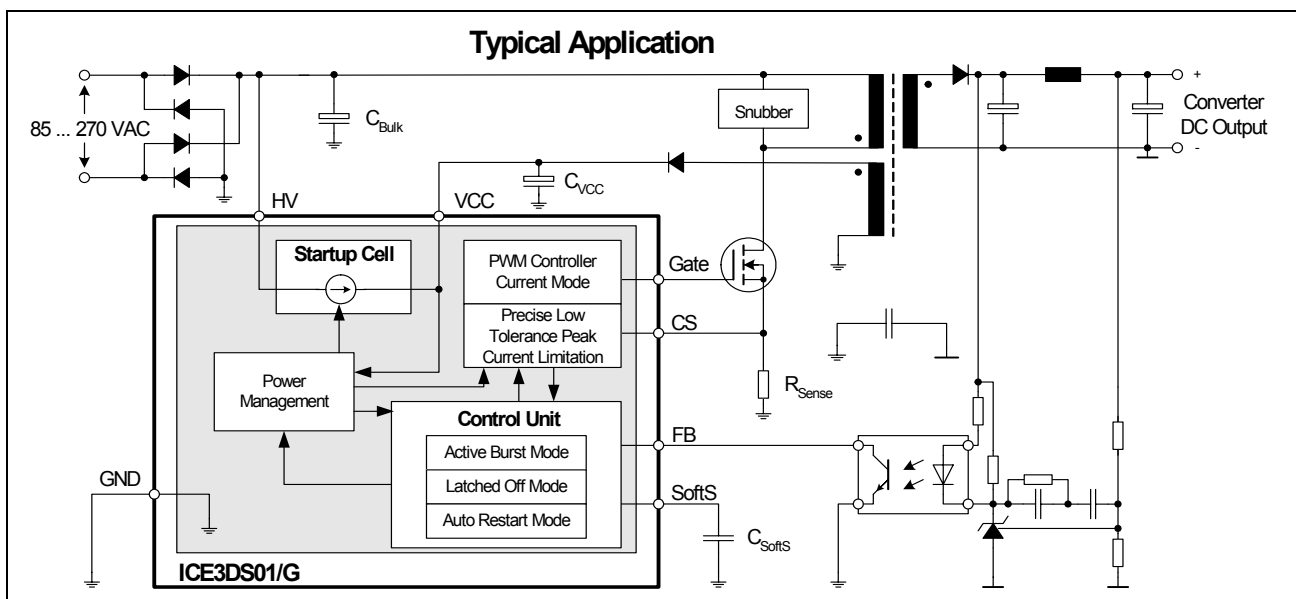 Typical Application
+
85 ... 270 VAC
C_Bulk
Snubber
Converter
DC Output
-
C_VCC
HV
VCC
Startup Cell
PWM Controller
Current Mode
Gate
Precise Low
Tolerance Peak
Current Limitation
CS
Power
Management
R_Sense
Control Unit
FB
Active Burst Mode
GND
Latched Off Mode
SoftS
Auto Restart Mode
C_SoftS
ICE3DS01/G